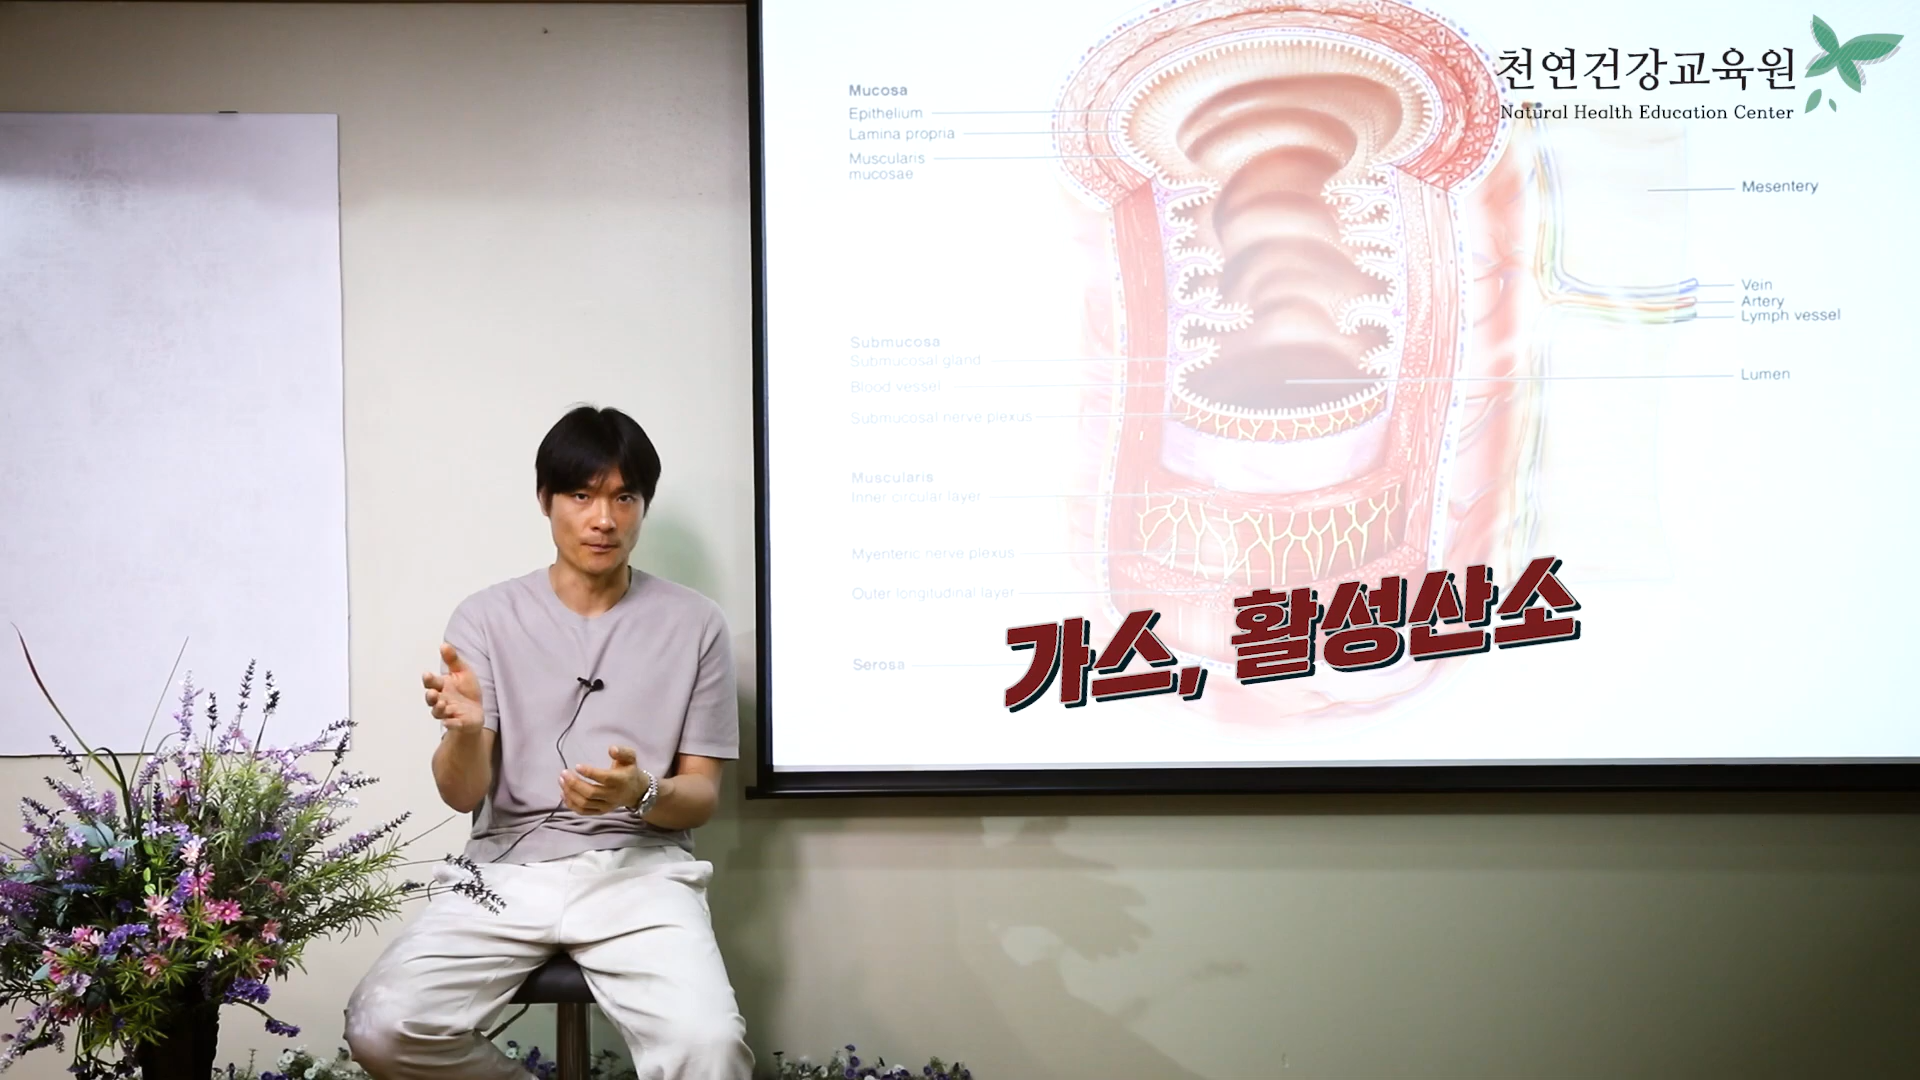 천연건강교육원
Natural Health Education Center
Mucosa
Epithelium
Lamina propria
Muscularis
mucosae
Mesentery
Vein
Artery
Lymph vessel
Submucosa
Submucosal gland
Blood vessel
Submucosal nerve plexus
Lumen
Muscularis
Inner circular layer
Myenteric nerve plexus
Outer longitudinal layer
Serosa
가스, 활성산소